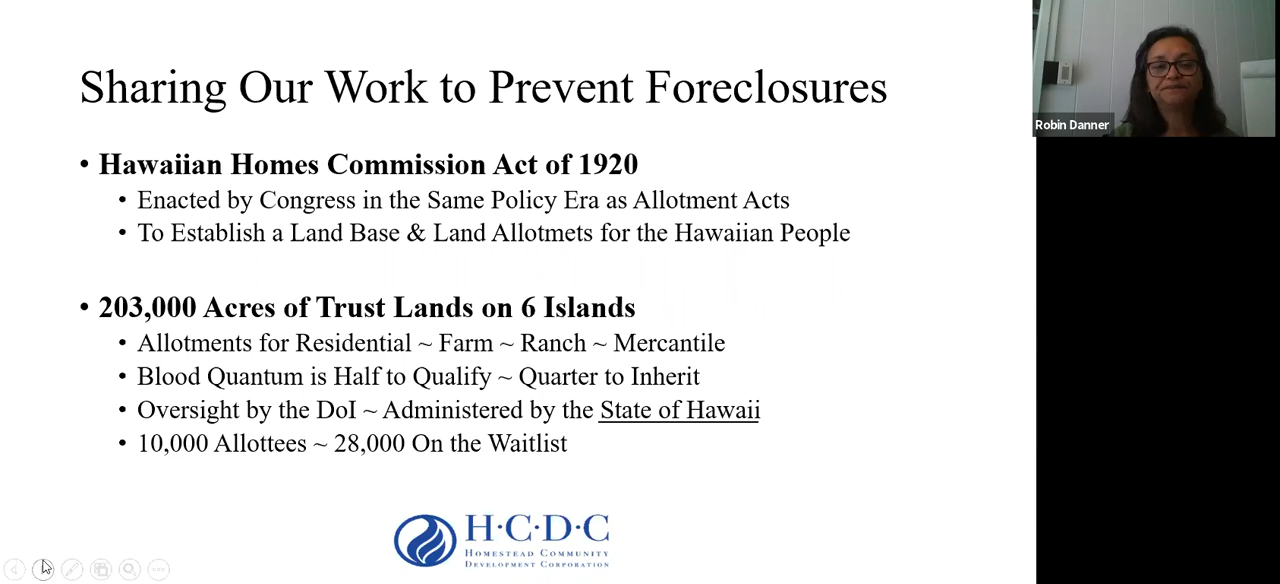 Sharing Our Work to Prevent Foreclosures
• Hawaiian Homes Commission Act of 1920
• Enacted by Congress in the Same Policy Era as Allotment Acts
• To Establish a Land Base & Land Allotmets for the Hawaiian People
• 203,000 Acres of Trust Lands on 6 Islands
• Allotments for Residential ~ Farm ~ Ranch ~ Mercantile
• Blood Quantum is Half to Qualify ~ Quarter to Inherit
• Oversight by the DoI ~ Administered by the State of Hawaii
• 10,000 Allottees ~ 28,000 On the Waitlist
H·C·D·C
Homestead Community
Development Corporation
Robin Danner